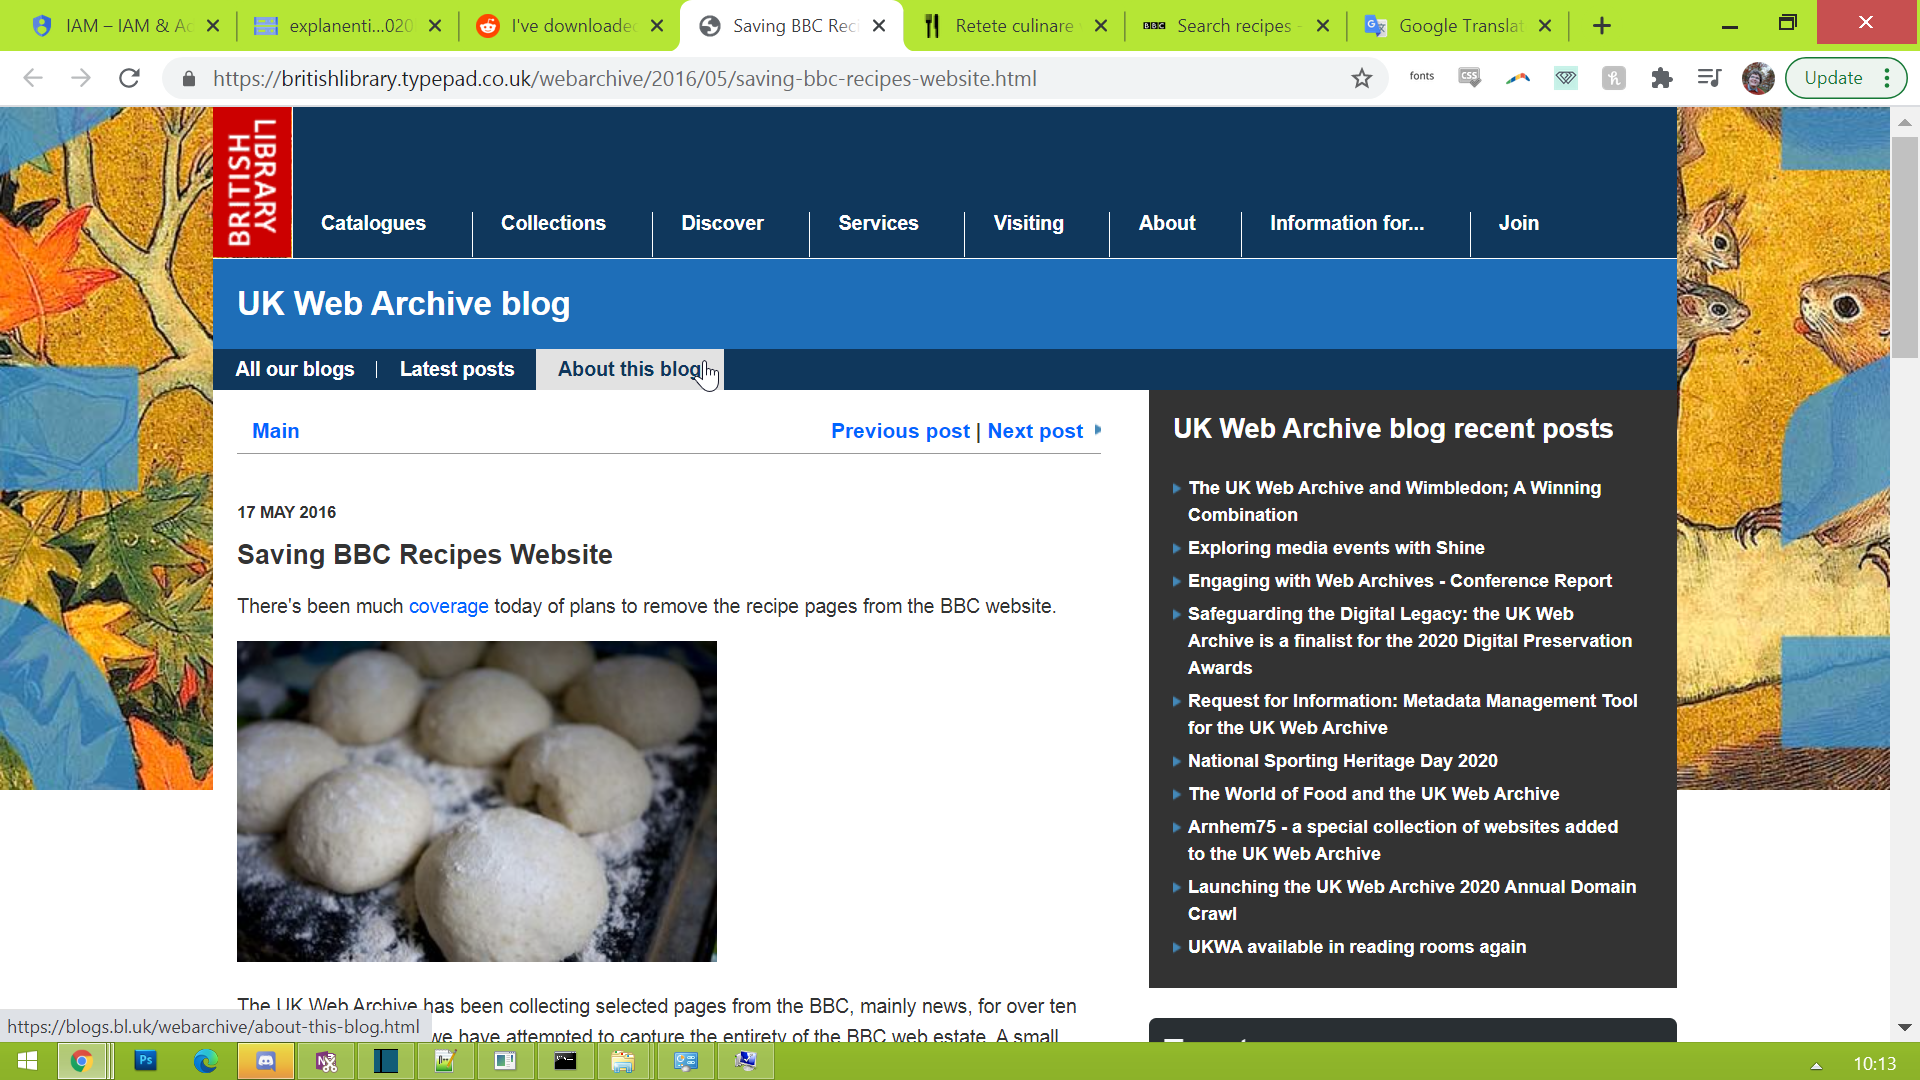 IAM – IAM & Ad
explanenti...020
I've downloade
Saving BBC Reci
Retete culinare
BBC
Search recipes -
Google Translat
https://britishlibrary.typepad.co.uk/webarchive/2016/05/saving-bbc-recipes-website.html
fonts
CSS
Update
BRITISH
LIBRARY
Catalogues
Collections
Discover
Services
Visiting
About
Information for...
Join
UK Web Archive blog
All our blogs
Latest posts
About this blog
Main
Previous post | Next post
17 MAY 2016
Saving BBC Recipes Website
There's been much coverage today of plans to remove the recipe pages from the BBC website.
The UK Web Archive has been collecting selected pages from the BBC, mainly news, for over ten
we have attempted to capture the entirety of the BBC web estate. A small
UK Web Archive blog recent posts
The UK Web Archive and Wimbledon; A Winning
Combination
Exploring media events with Shine
Engaging with Web Archives - Conference Report
Safeguarding the Digital Legacy: the UK Web
Archive is a finalist for the 2020 Digital Preservation
Awards
Request for Information: Metadata Management Tool
for the UK Web Archive
National Sporting Heritage Day 2020
The World of Food and the UK Web Archive
Arnhem75 - a special collection of websites added
to the UK Web Archive
Launching the UK Web Archive 2020 Annual Domain
Crawl
UKWA available in reading rooms again
https://blogs.bl.uk/webarchive/about-this-blog.html
Ps
10:13